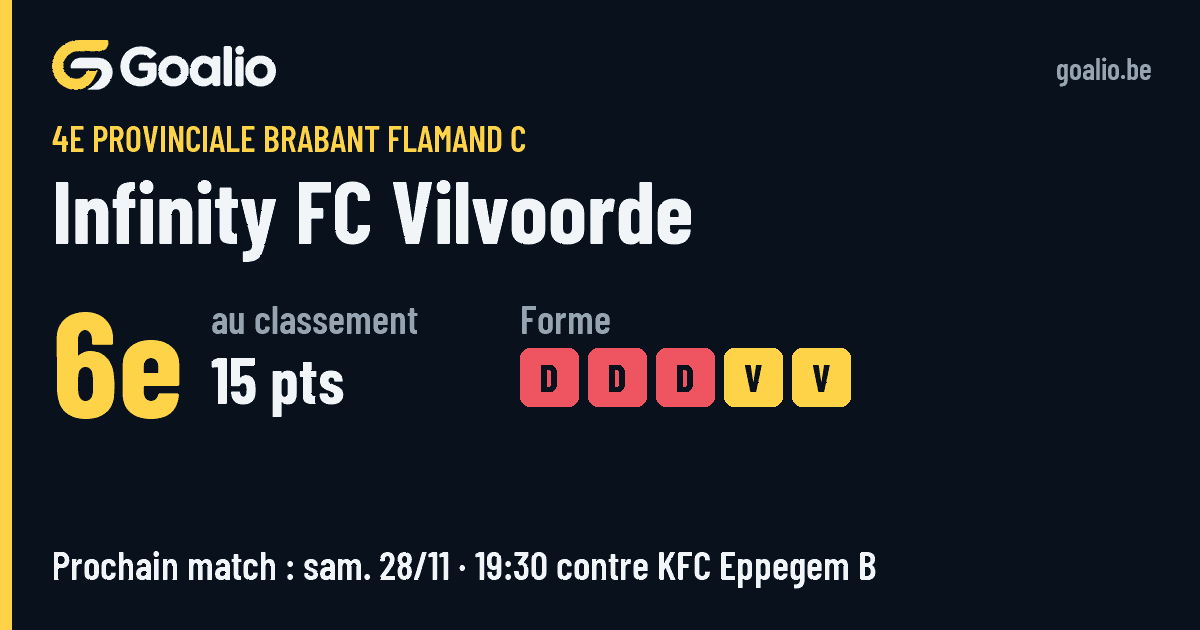 Goalio
goalio.be
4E PROVINCIALE BRABANT FLAMAND C
Infinity FC Vilvoorde
6e
au classement
15 pts
Forme
D D D V V
Prochain match : sam. 28/11 · 19:30 contre KFC Eppegem B